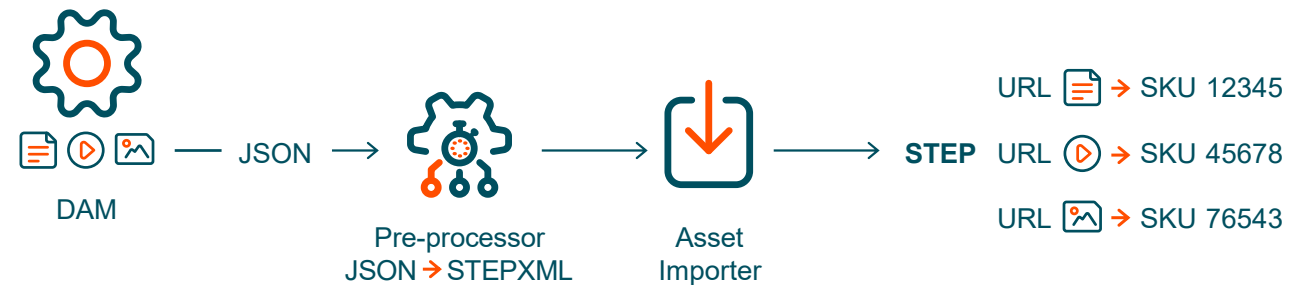 DAM
JSON
Pre-processor
JSON → STEPXML
Asset
Importer
STEP
URL → SKU 12345
URL → SKU 45678
URL → SKU 76543